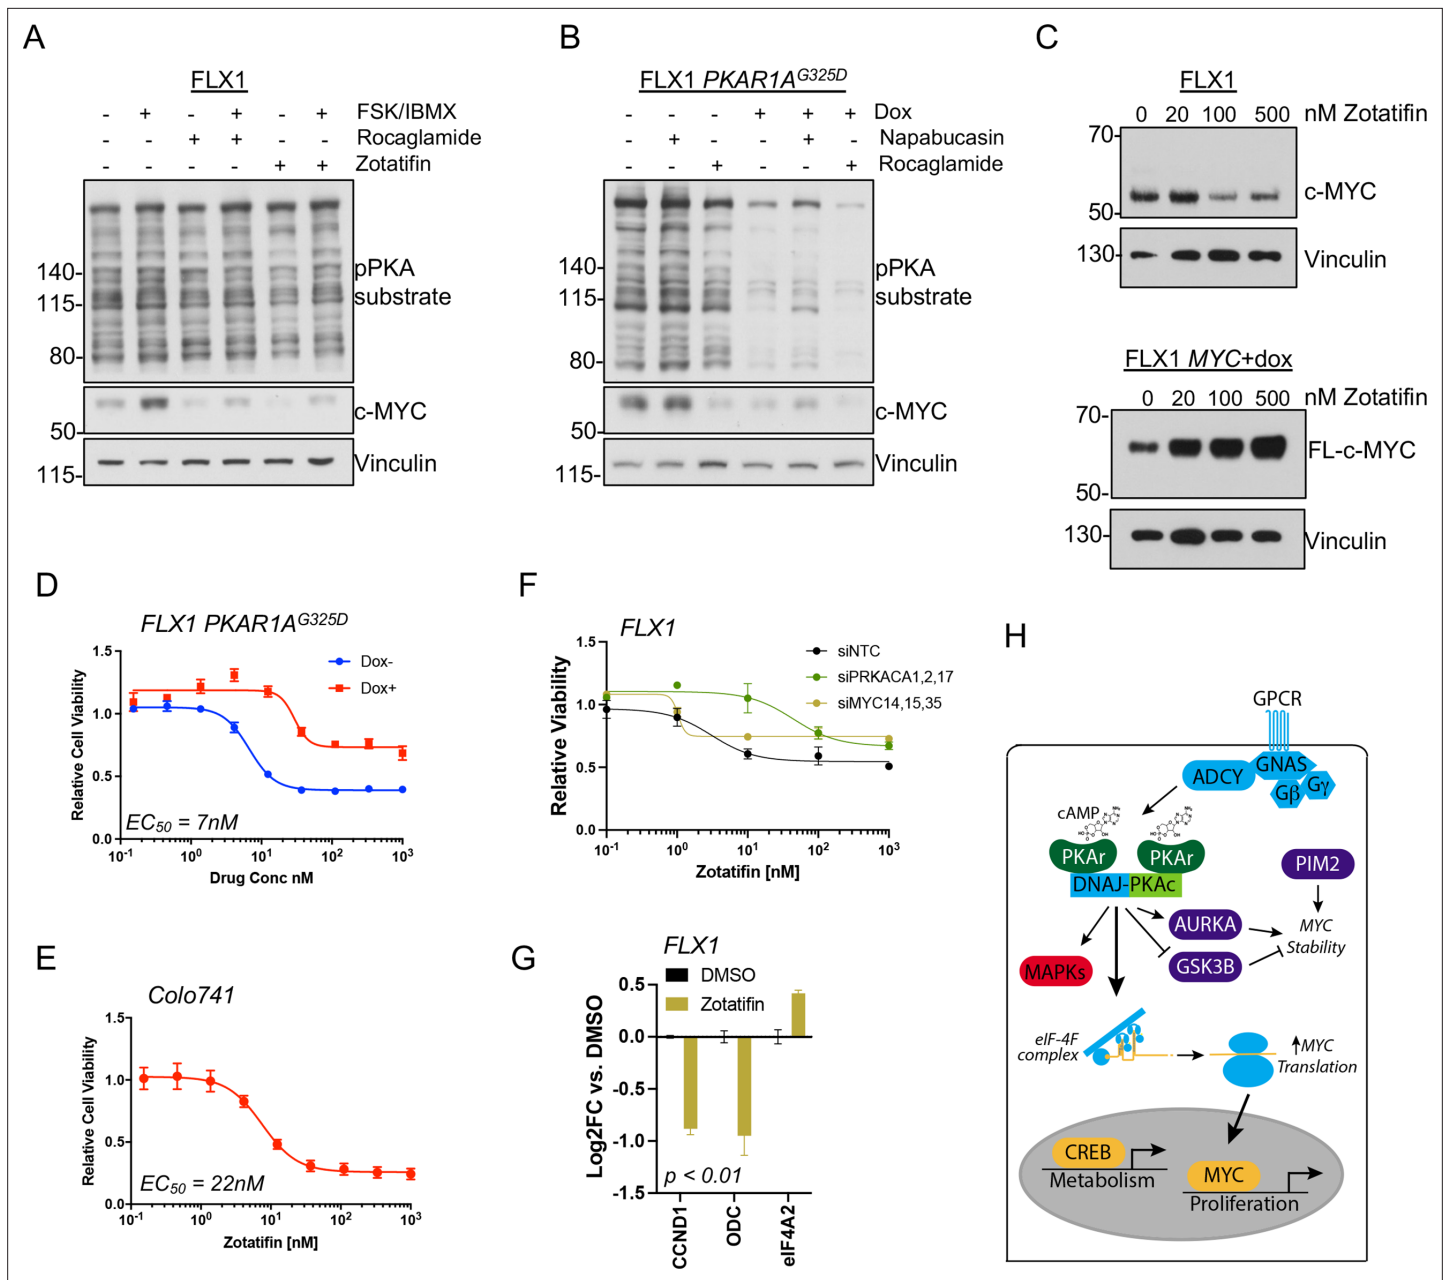 A
FLX1
- + - + - + FSK/IBMX
- - + + - - Rocaglamide
- - - - + + Zotatifin
140-
115-
80-
pPKA
substrate
50-
c-MYC
115-
Vinculin
B
FLX1 PKAR1A^G325D
- - - + + + Dox
- + - - + - Napabucasin
- - + - - + Rocaglamide
140-
115-
80-
pPKA
substrate
50-
c-MYC
115-
Vinculin
C
FLX1
0 20 100 500 nM Zotatifin
70-
50-
c-MYC
130-
Vinculin
FLX1 MYC+dox
0 20 100 500 nM Zotatifin
70-
50-
FL-c-MYC
130-
Vinculin
D
FLX1 PKAR1A^G325D
Relative Cell Viability
1.5
1.0
0.5
0.0
Dox-
Dox+
EC50 = 7nM
10^-1 10^0 10^1 10^2 10^3
Drug Conc nM
E
Colo741
Relative Cell Viability
1.5
1.0
0.5
0.0
EC50 = 22nM
10^-1 10^0 10^1 10^2 10^3
Zotatifin [nM]
F
FLX1
Relative Viability
1.5
1.0
0.5
0.0
siNTC
siPRKACA1,2,17
siMYC14,15,35
10^-1 10^0 10^1 10^2 10^3
Zotatifin [nM]
G
FLX1
DMSO
Zotatifin
Log2FC vs. DMSO
0.5
0.0
-0.5
-1.0
-1.5
p < 0.01
CCND1
ODC
eIF4A2
H
GPCR
GNAS
ADCY
Gβ
Gγ
cAMP
PKAr
PKAr
DNAJ-PKAc
PIM2
AURKA
MYC
Stability
GSK3B
MAPKs
eIF-4F
complex
↑MYC
Translation
CREB
Metabolism
MYC
Proliferation